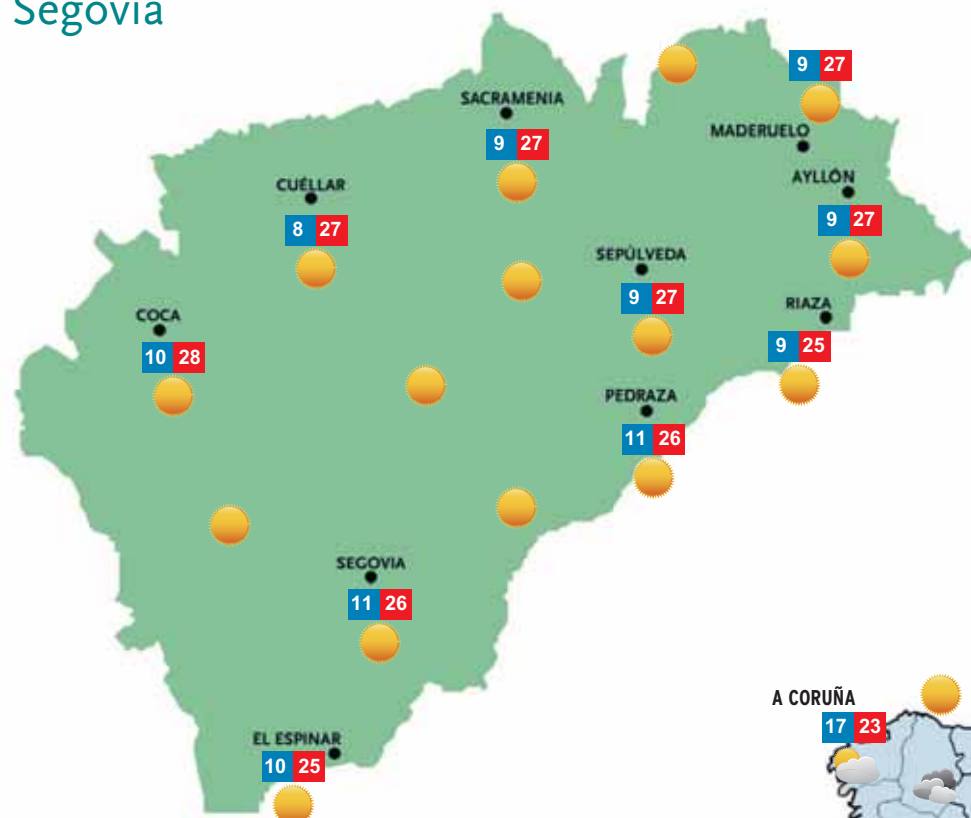 Segovia
9 27
SACRAMENIA
9 27
MADERUELO
AYLLÓN
9 27
CUÉLLAR
8 27
SEPÚLVEDA
9 27
RIAZA
9 25
COCA
10 28
PEDRAZA
11 26
SEGOVIA
11 26
A CORUÑA
17 23
EL ESPINAR
10 25